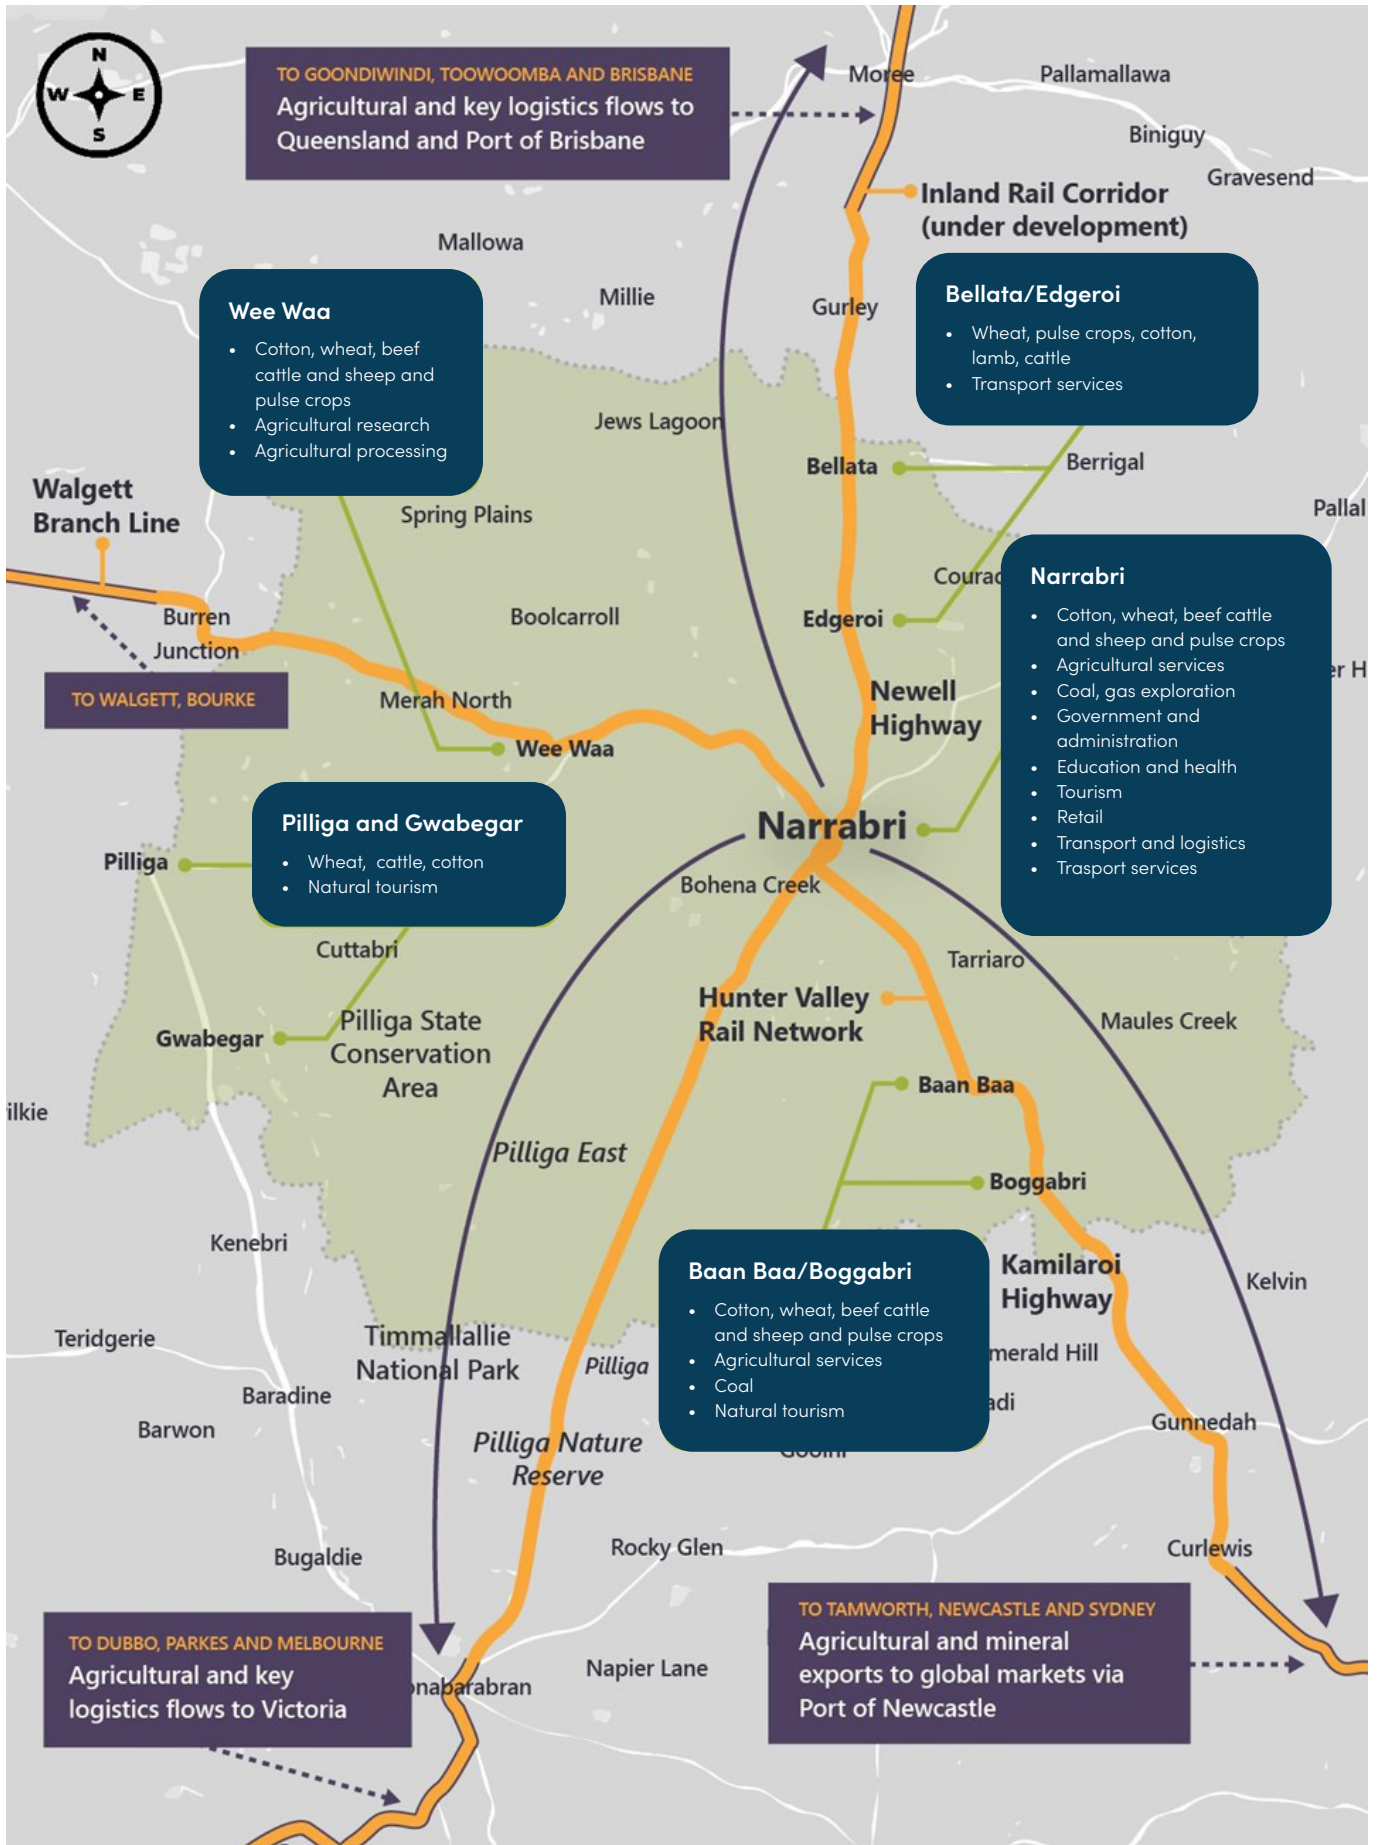 N
W E
S
TO GOONDIWINDI, TOOWOOMBA AND BRISBANE
Agricultural and key logistics flows to
Queensland and Port of Brisbane
Moree
Pallamallawa
Biniguy
Gravesend
Inland Rail Corridor
(under development)
Mallowa
Millie
Gurley
Wee Waa
• Cotton, wheat, beef
cattle and sheep and
pulse crops
• Agricultural research
• Agricultural processing
Bellata/Edgeroi
• Wheat, pulse crops, cotton,
lamb, cattle
• Transport services
Jews Lagoon
Bellata
Berrigal
Walgett
Branch Line
Spring Plains
Pallal
Courad
Burren
Junction
Boolcarroll
Edgeroi
Narrabri
• Cotton, wheat, beef cattle
and sheep and pulse crops
• Agricultural services
• Coal, gas exploration
• Government and
administration
• Education and health
• Tourism
• Retail
• Transport and logistics
• Trasport services
er H
TO WALGETT, BOURKE
Merah North
Newell
Highway
Wee Waa
Narrabri
Pilliga and Gwabegar
• Wheat, cattle, cotton
• Natural tourism
Pilliga
Bohena Creek
Cuttabri
Tarriaro
Hunter Valley
Rail Network
Maules Creek
Gwabegar
Pilliga State
Conservation
Area
Baan Baa
ilkie
Pilliga East
Boggabri
Kenebri
Baan Baa/Boggabri
• Cotton, wheat, beef cattle
and sheep and pulse crops
• Agricultural services
• Coal
• Natural tourism
Kamilaroi
Highway
Kelvin
Teridgerie
Timmallallie
National Park
Pilliga
merald Hill
Baradine
adi
Barwon
Gunnedah
Pilliga Nature
Reserve
Bugaldie
Rocky Glen
Curlewis
TO DUBBO, PARKES AND MELBOURNE
Agricultural and key
logistics flows to Victoria
onabarabran
Napier Lane
TO TAMWORTH, NEWCASTLE AND SYDNEY
Agricultural and mineral
exports to global markets via
Port of Newcastle